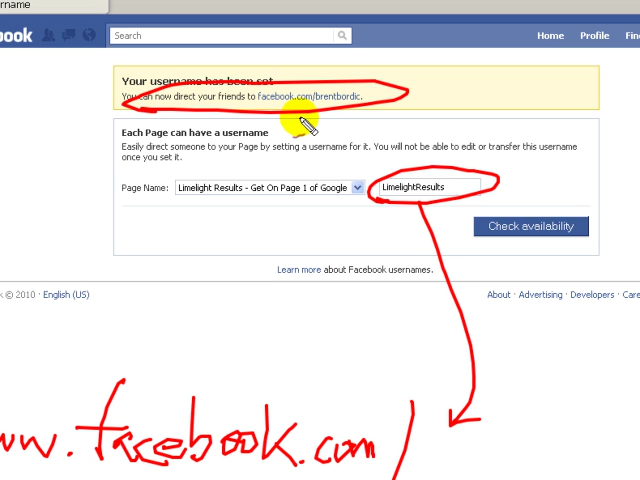 rname
book
Search
Home Profile Fin
Your username has been set
You can now direct your friends to facebook.com/brentbordic.
Each Page can have a username
Easily direct someone to your Page by setting a username for it. You will not be able to edit or transfer this username
once you set it.
Page Name: Limelight Results - Get On Page 1 of Google LimelightResults
Check availability
Learn more about Facebook usernames.
k © 2010 · English (US) About · Advertising · Developers · Care
ww.facebook.com/